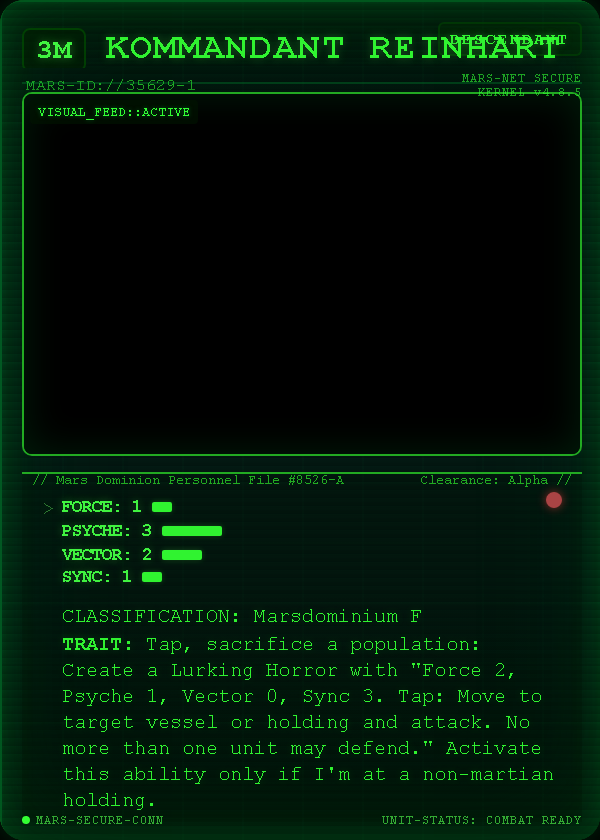 3M
KOMMANDANT REINHART
DESCENDANT
MARS-ID://35629-1
MARS-NET SECURE
KERNEL v4.8.5
VISUAL_FEED::ACTIVE
// Mars Dominion Personnel File #8526-A
Clearance: Alpha //
> FORCE: 1
PSYCHE: 3
VECTOR: 2
SYNC: 1
CLASSIFICATION: Marsdominium F
TRAIT: Tap, sacrifice a population:
Create a Lurking Horror with "Force 2,
Psyche 1, Vector 0, Sync 3. Tap: Move to
target vessel or holding and attack. No
more than one unit may defend." Activate
this ability only if I'm at a non-martian
holding.
MARS-SECURE-CONN
UNIT-STATUS: COMBAT READY